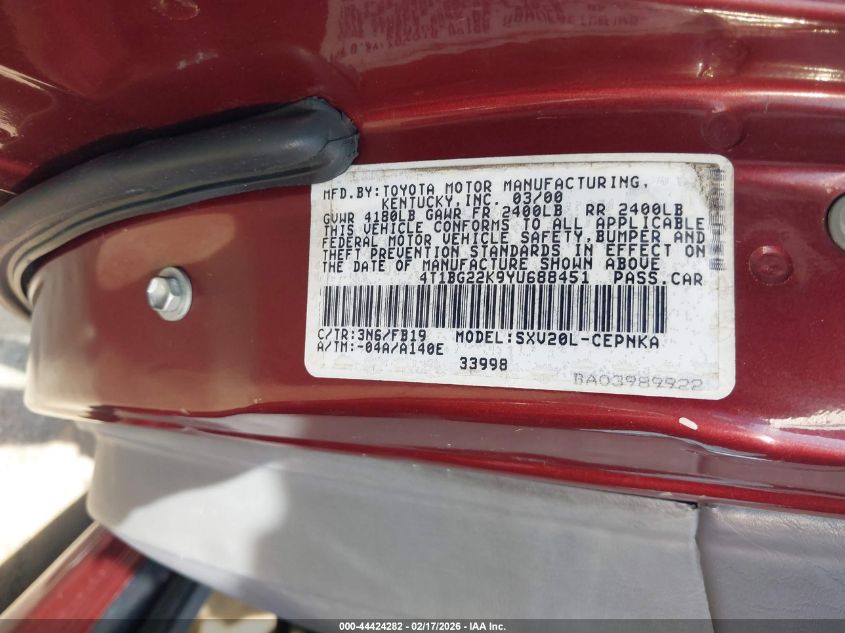 MFD.BY:TOYOTA MOTOR MANUFACTURING,
KENTUCKY,INC. 03/00
GVWR 4180LB GAWR FR 2400LB RR 2400LB
THIS VEHICLE CONFORMS TO ALL APPLICABLE
FEDERAL MOTOR VEHICLE SAFETY,BUMPER AND
THEFT PREVENTION STANDARDS IN EFFECT ON
THE DATE OF MANUFACTURE SHOWN ABOVE
4T1BG22K9YU688451 PASS.CAR
C/TR:3N6/FB19 MODEL:SXV20L-CEPNKA
A/TM:-04A/A140E
33998
BA03989922
000-44424282 - 02/17/2026 - IAA Inc.